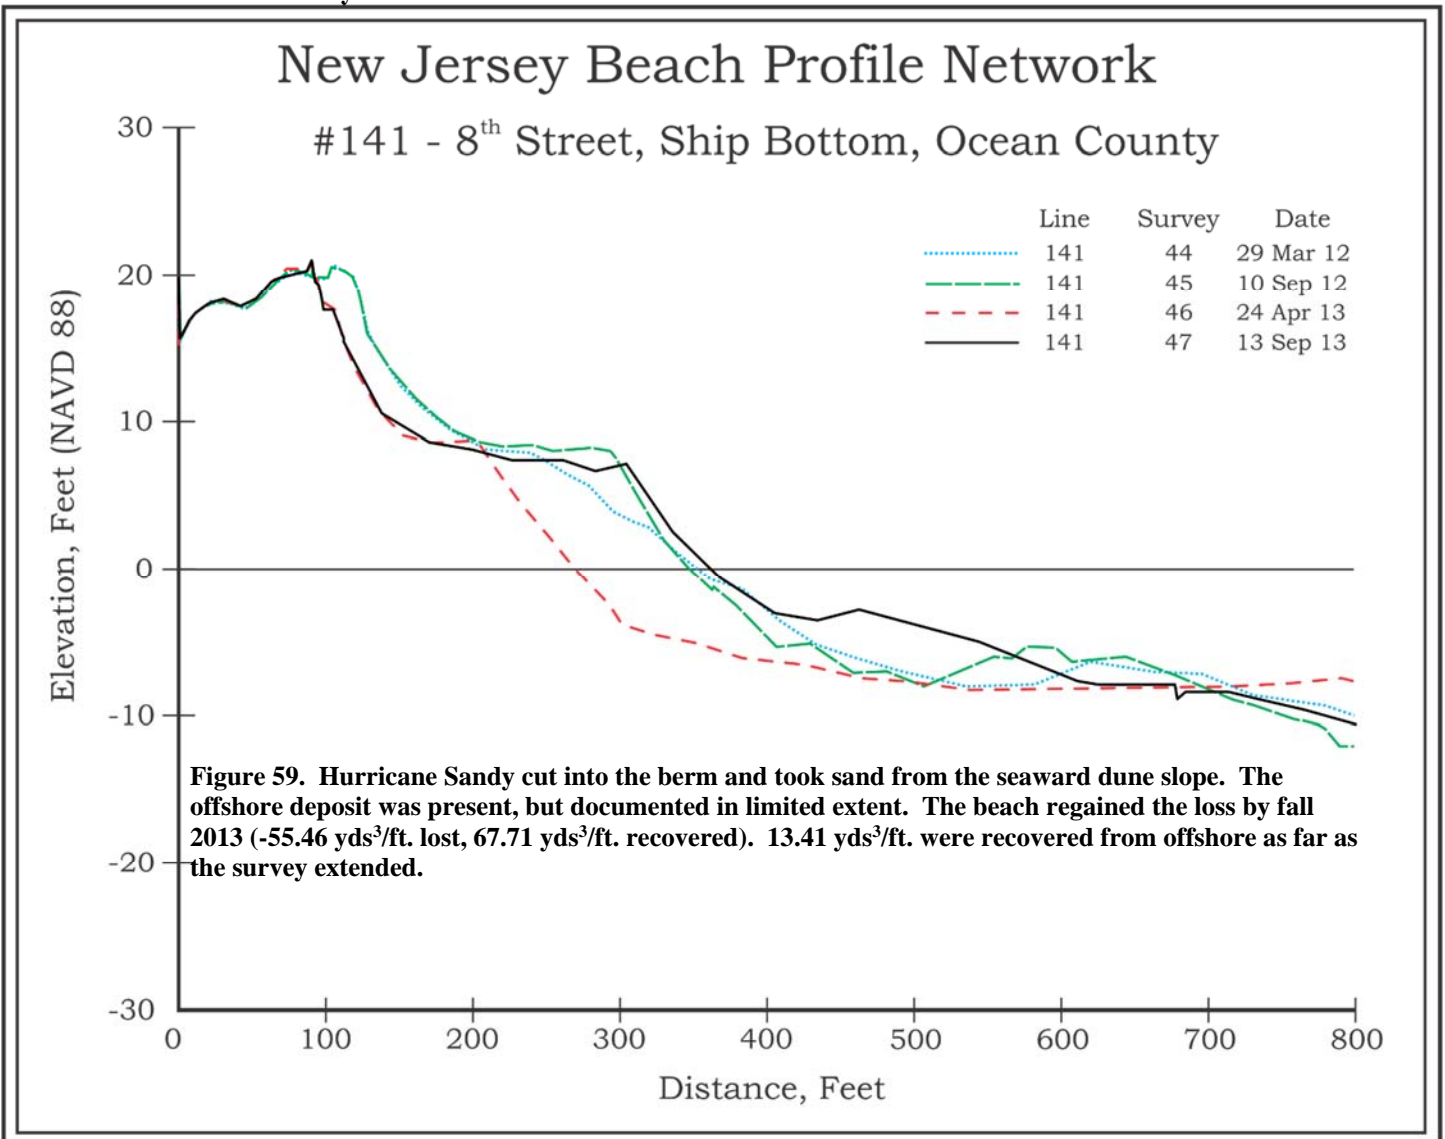 New Jersey Beach Profile Network
#141 - 8th Street, Ship Bottom, Ocean County
Line Survey Date
141 44 29 Mar 12
141 45 10 Sep 12
141 46 24 Apr 13
141 47 13 Sep 13
Elevation, Feet (NAVD 88)
30
20
10
0
-10
-20
-30
Figure 59. Hurricane Sandy cut into the berm and took sand from the seaward dune slope. The
offshore deposit was present, but documented in limited extent. The beach regained the loss by fall
2013 (-55.46 yds³/ft. lost, 67.71 yds³/ft. recovered). 13.41 yds³/ft. were recovered from offshore as far as
the survey extended.
0 100 200 300 400 500 600 700 800
Distance, Feet